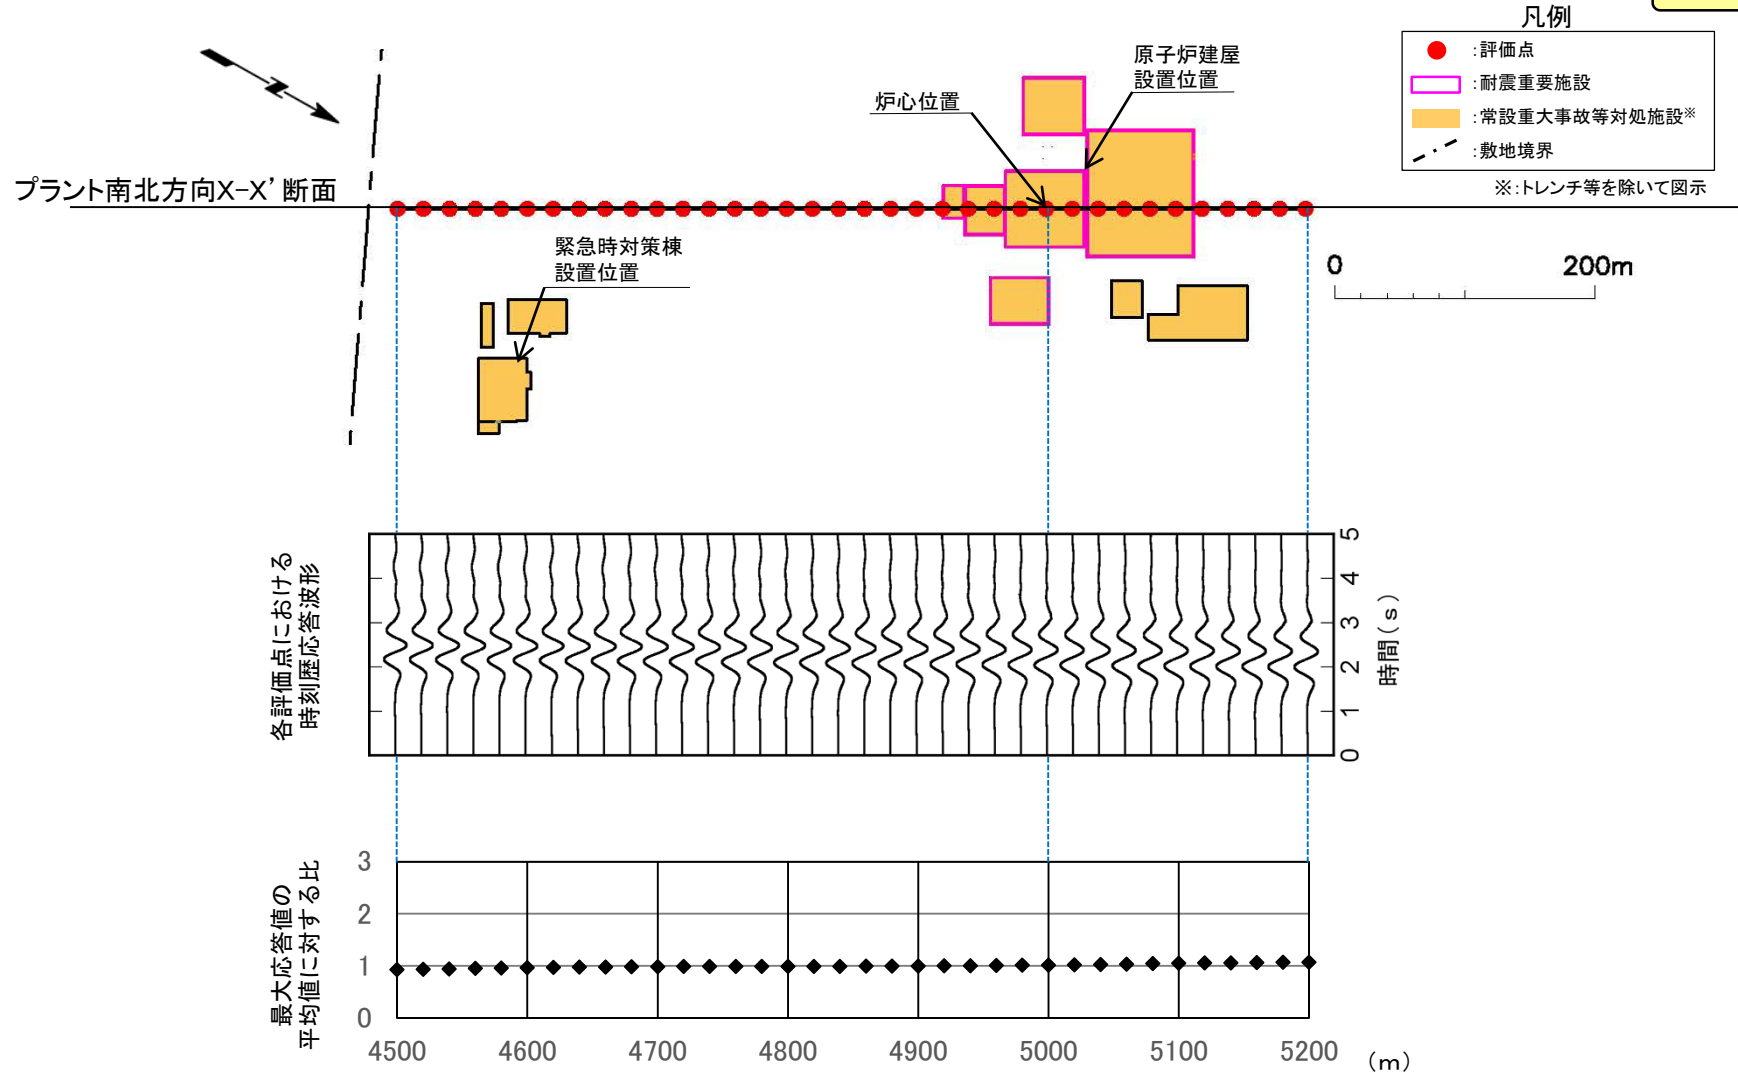 凡例
:評価点
:耐震重要施設
:常設重大事故等対処施設※
:敷地境界
※:トレンチ等を除いて図示
原子炉建屋
設置位置
炉心位置
プラント南北方向X-X’断面
緊急時対策棟
設置位置
0 200m
各評価点における
時刻歴応答波形
5
4
3
2
1
0
時間(s)
最大応答値の
平均値に対する比
3
2
1
0
4500 4600 4700 4800 4900 5000 5100 5200 (m)